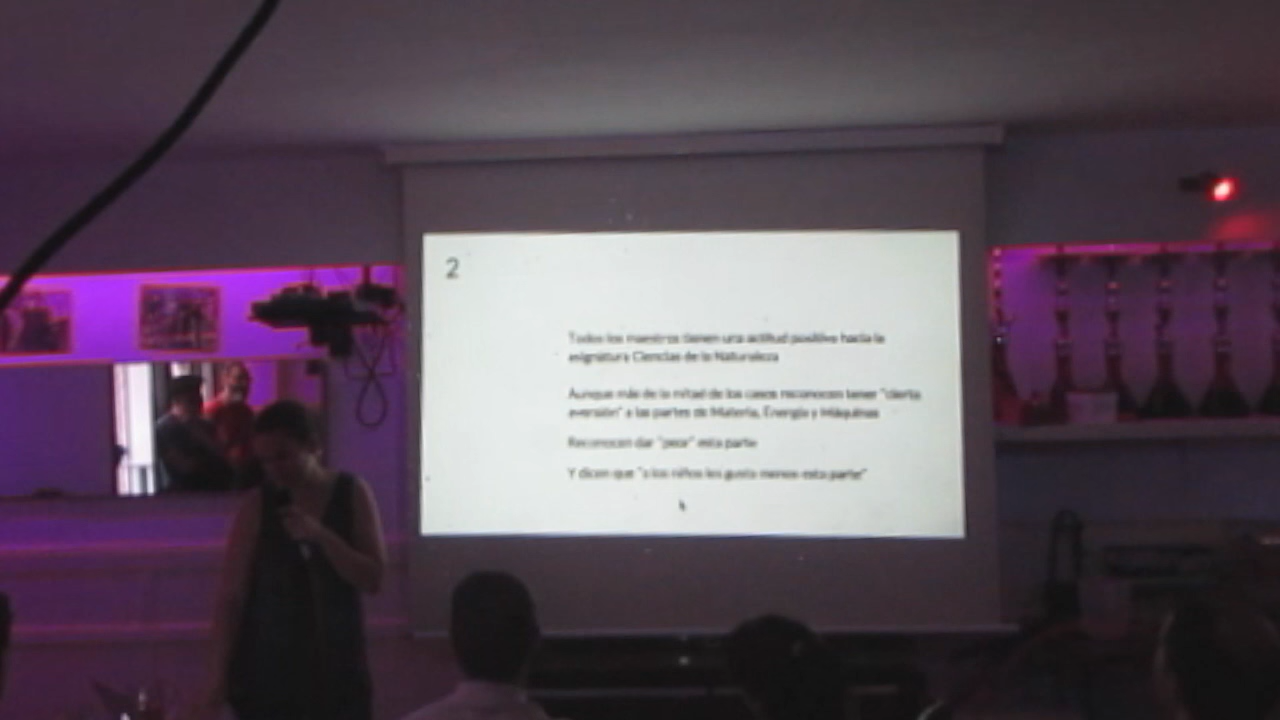 2
Todos los maestros tienen una actitud positiva hacia la
asignatura Ciencias de la Naturaleza
Aunque más de la mitad de los casos reconocen tener "cierta
aversión" a las partes de Materia, Energía y Máquinas
Reconocen dar "peor" esta parte
Y dicen que "a los niños les gusta menos esta parte"